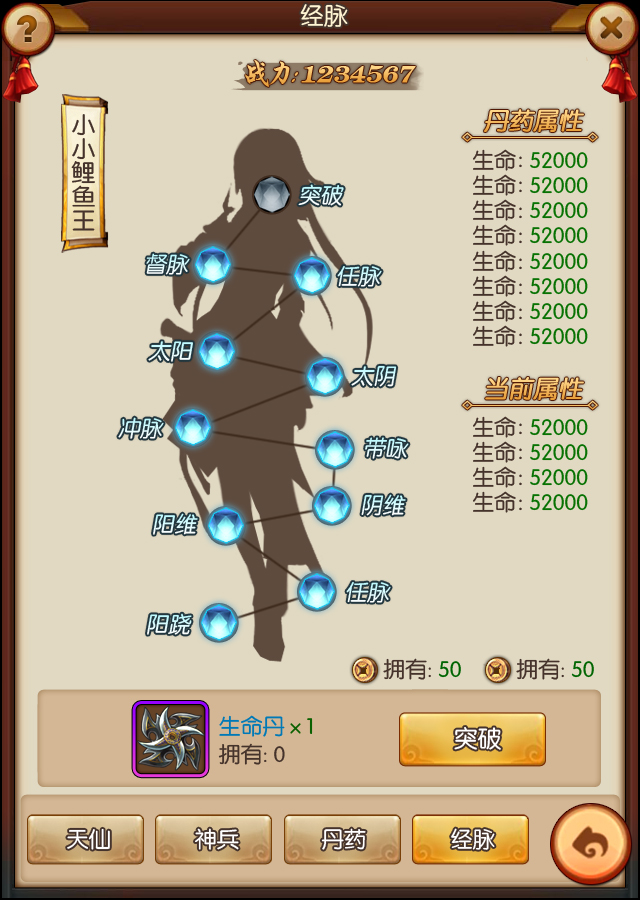 ?
经脉
战力:1234567
小小鲤鱼王
丹药属性
生命: 52000
生命: 52000
生命: 52000
生命: 52000
生命: 52000
生命: 52000
生命: 52000
生命: 52000
突破
督脉
任脉
太阳
太阴
当前属性
生命: 52000
生命: 52000
生命: 52000
生命: 52000
冲脉
带咏
阴维
阳维
任脉
阳跷
拥有: 50
拥有: 50
生命丹×1
拥有: 0
突破
天仙
神兵
丹药
经脉